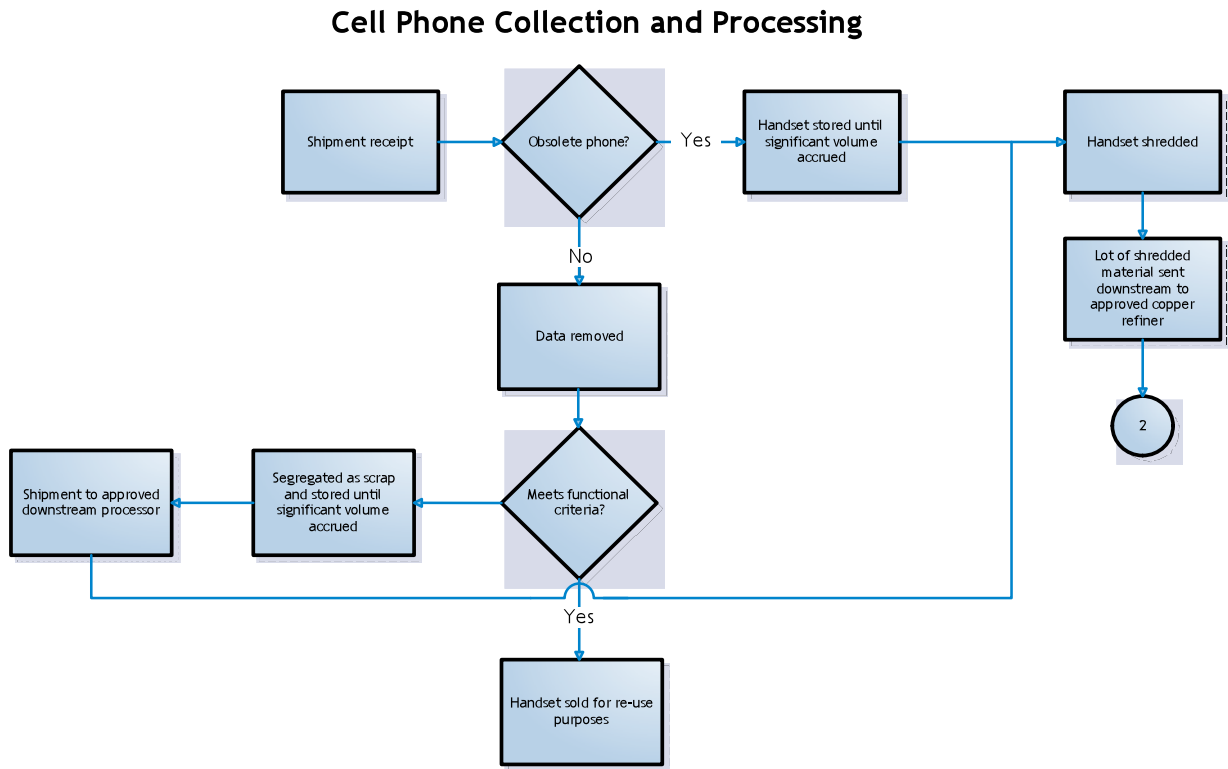 Cell Phone Collection and Processing
Shipment receipt
Obsolete phone?
Yes
Handset stored until
significant volume
accrued
Handset shredded
No
Lot of shredded
material sent
downstream to
approved copper
refiner
Data removed
2
Shipment to approved
downstream processor
Segregated as scrap
and stored until
significant volume
accrued
Meets functional
criteria?
Yes
Handset sold for re-use
purposes